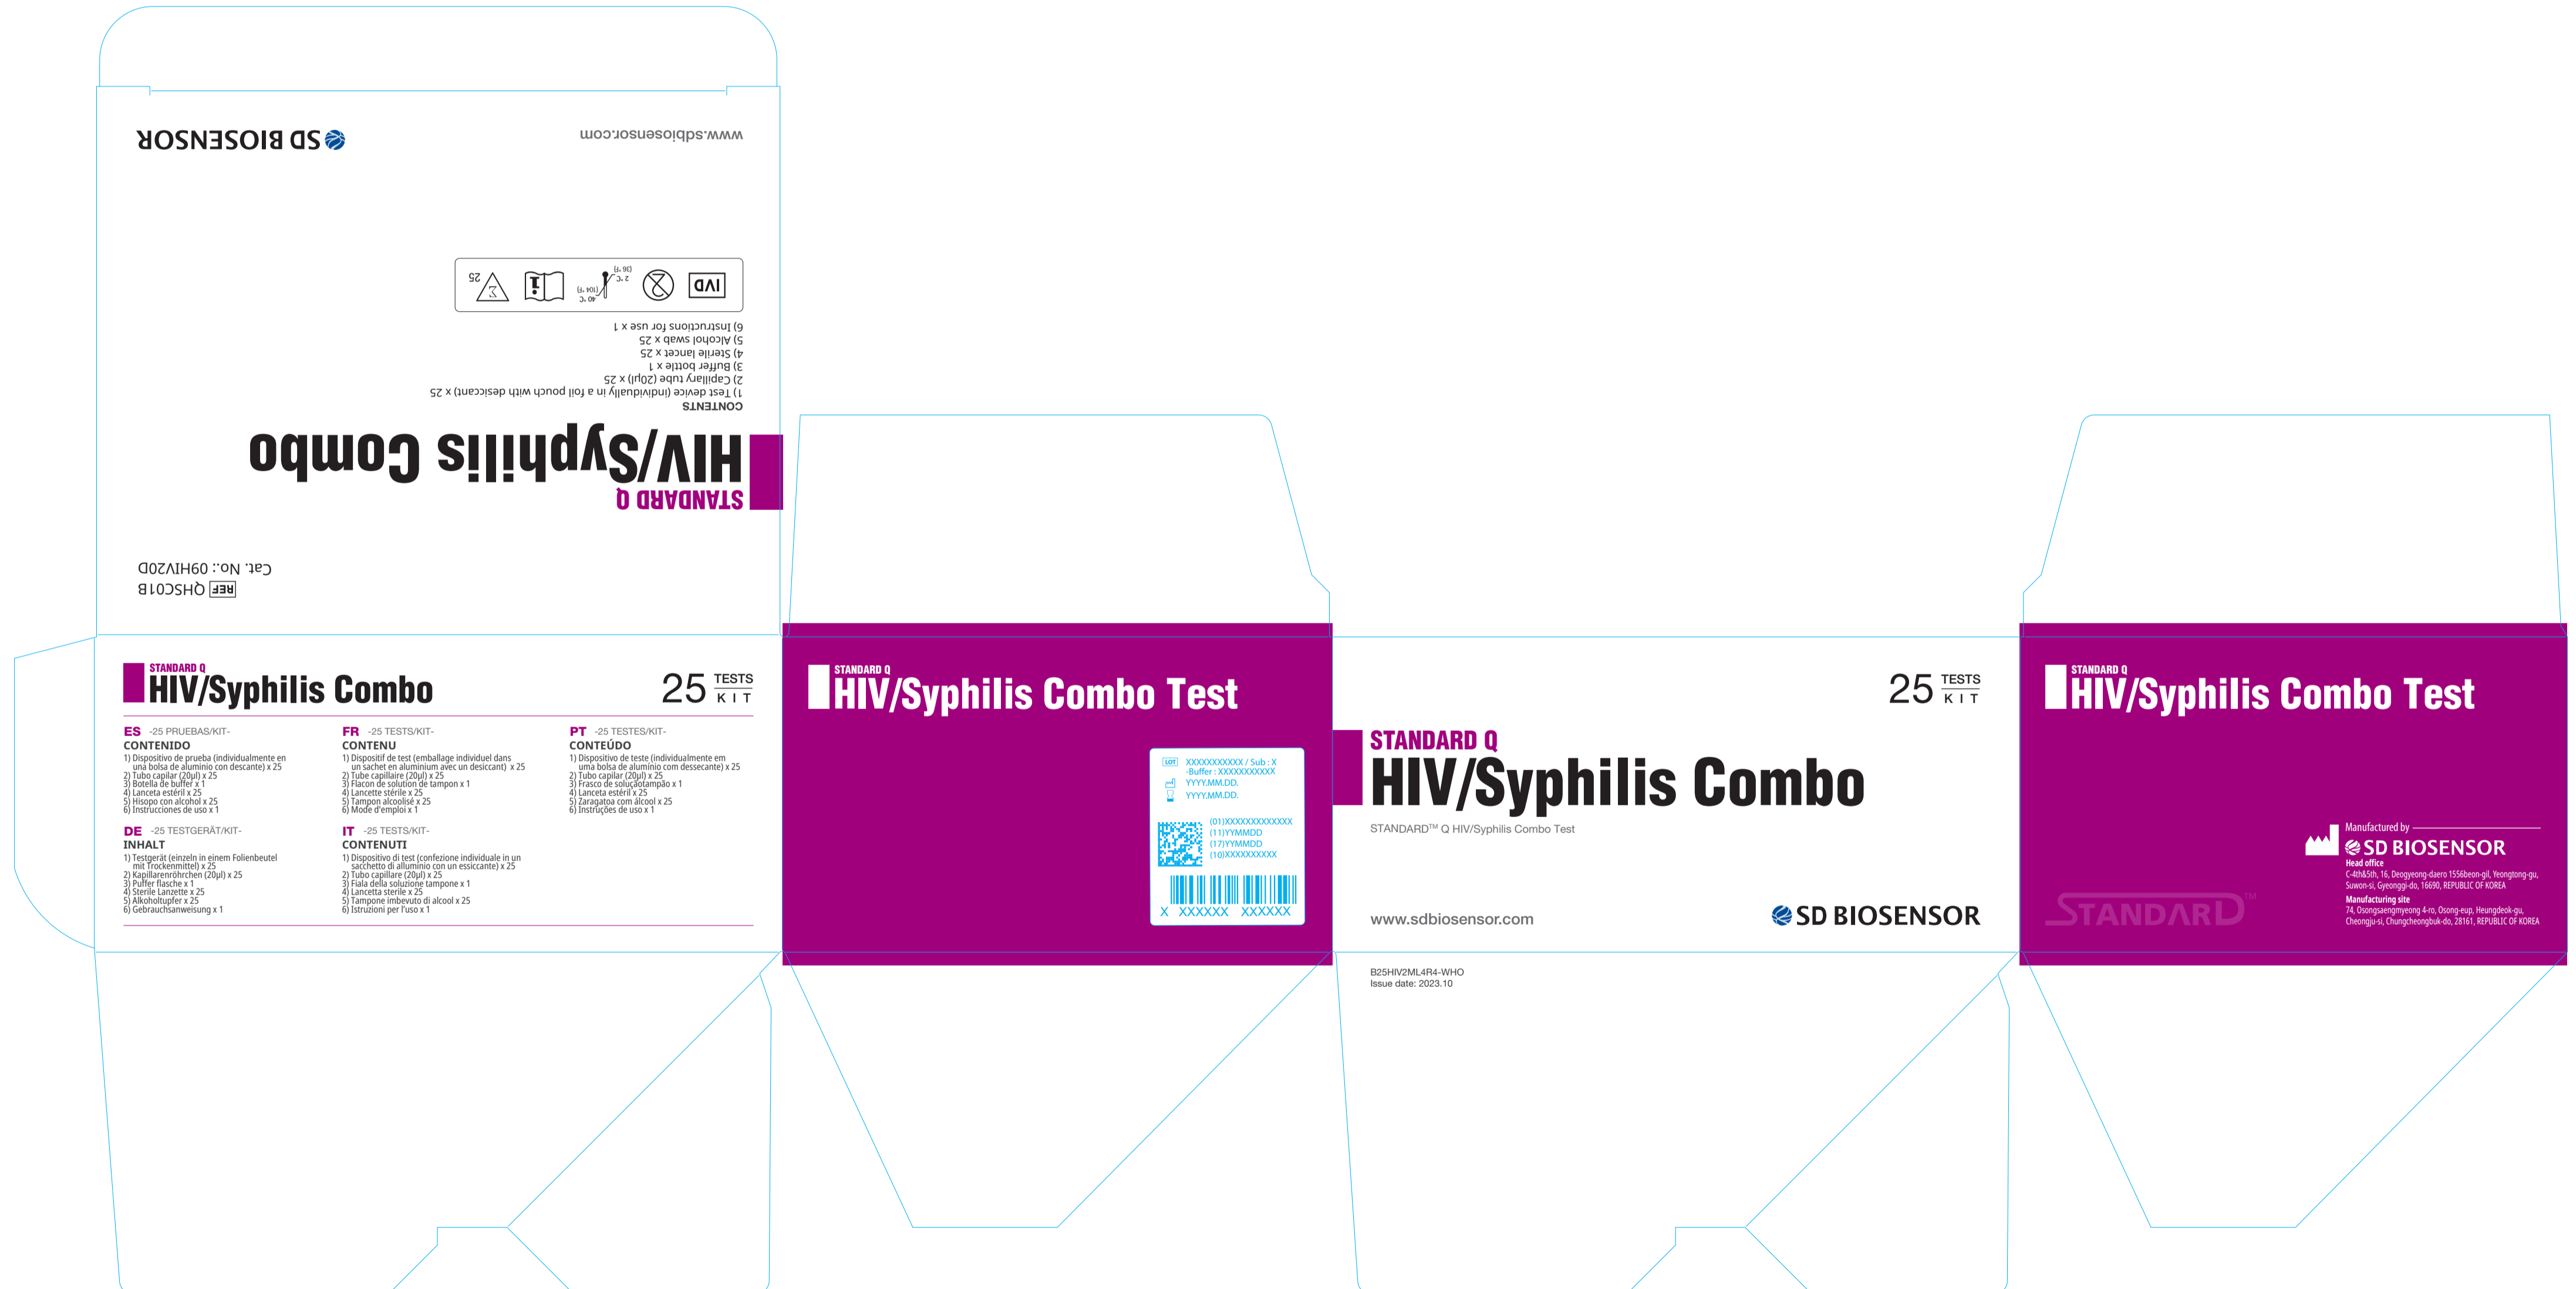 REF QHSC01B
Cat. No.: 09HIV20D
STANDARD Q
HIV/Syphilis Combo
CONTENTS
1) Test device (individually in a foil pouch with desiccant) x 25
2) Capillary tube (20μl) x 25
3) Buffer bottle x 1
4) Sterile lancet x 25
5) Alcohol swab x 25
6) Instructions for use x 1
IVD
2
2 °C
(36 °F)
40 °C
(104 °F)
i
Σ
25
www.sdbiosensor.com
SD BIOSENSOR
STANDARD Q
HIV/Syphilis Combo
25 TESTS
KIT
ES -25 PRUEBAS/KIT-
CONTENIDO
1) Dispositivo de prueba (individualmente en
una bolsa de aluminio con descante) x 25
2) Tubo capilar (20μl) x 25
3) Botella de buffer x 1
4) Lanceta estéril x 25
5) Hisopo con alcohol x 25
6) Instrucciones de uso x 1
FR -25 TESTS/KIT-
CONTENU
1) Dispositif de test (emballage individuel dans
un sachet en aluminium avec un desiccant) x 25
2) Tube capillaire (20μl) x 25
3) Flacon de solution de tampon x 1
4) Lancette stérile x 25
5) Tampon alcoolisé x 25
6) Mode d'emploi x 1
PT -25 TESTES/KIT-
CONTEÚDO
1) Dispositivo de teste (individualmente em
uma bolsa de alumínio com dessecante) x 25
2) Tubo capilar (20μl) x 25
3) Frasco de soluçãotampão x 1
4) Lanceta estéril x 25
5) Zaragatoa com álcool x 25
6) Instruções de uso x 1
DE -25 TESTGERÄT/KIT-
INHALT
1) Testgerät (einzeln in einem Folienbeutel
mit Trockenmittel) x 25
2) Kapillarenröhrchen (20μl) x 25
3) Puffer flasche x 1
4) Sterile Lanzette x 25
5) Alkoholtupfer x 25
6) Gebrauchsanweisung x 1
IT -25 TESTS/KIT-
CONTENUTI
1) Dispositivo di test (confezione individuale in un
sacchetto di alluminio con un essiccante) x 25
2) Tubo capillare (20μl) x 25
3) Fiala della soluzione tampone x 1
4) Lancetta sterile x 25
5) Tampone imbevuto di alcool x 25
6) Istruzioni per l'uso x 1
STANDARD Q
HIV/Syphilis Combo Test
LOT XXXXXXXXXXX / Sub : X
-Buffer : XXXXXXXXXXX
YYYY.MM.DD.
YYYY.MM.DD.
(01)XXXXXXXXXXXXXX
(11)YYMMDD
(17)YYMMDD
(10)XXXXXXXXXX
X XXXXXX XXXXXX
25 TESTS
KIT
STANDARD Q
HIV/Syphilis Combo
STANDARD™ Q HIV/Syphilis Combo Test
www.sdbiosensor.com
SD BIOSENSOR
B25HIV2ML4R4-WHO
Issue date: 2023.10
STANDARD Q
HIV/Syphilis Combo Test
Manufactured by
SD BIOSENSOR
Head office
C-4th&5th, 16, Deogyeong-daero 1556beon-gil, Yeongtong-gu,
Suwon-si, Gyeonggi-do, 16690, REPUBLIC OF KOREA
Manufacturing site
74, Osongsaengmyeong 4-ro, Osong-eup, Heungdeok-gu,
Cheongju-si, Chungcheongbuk-do, 28161, REPUBLIC OF KOREA
STANDARD™